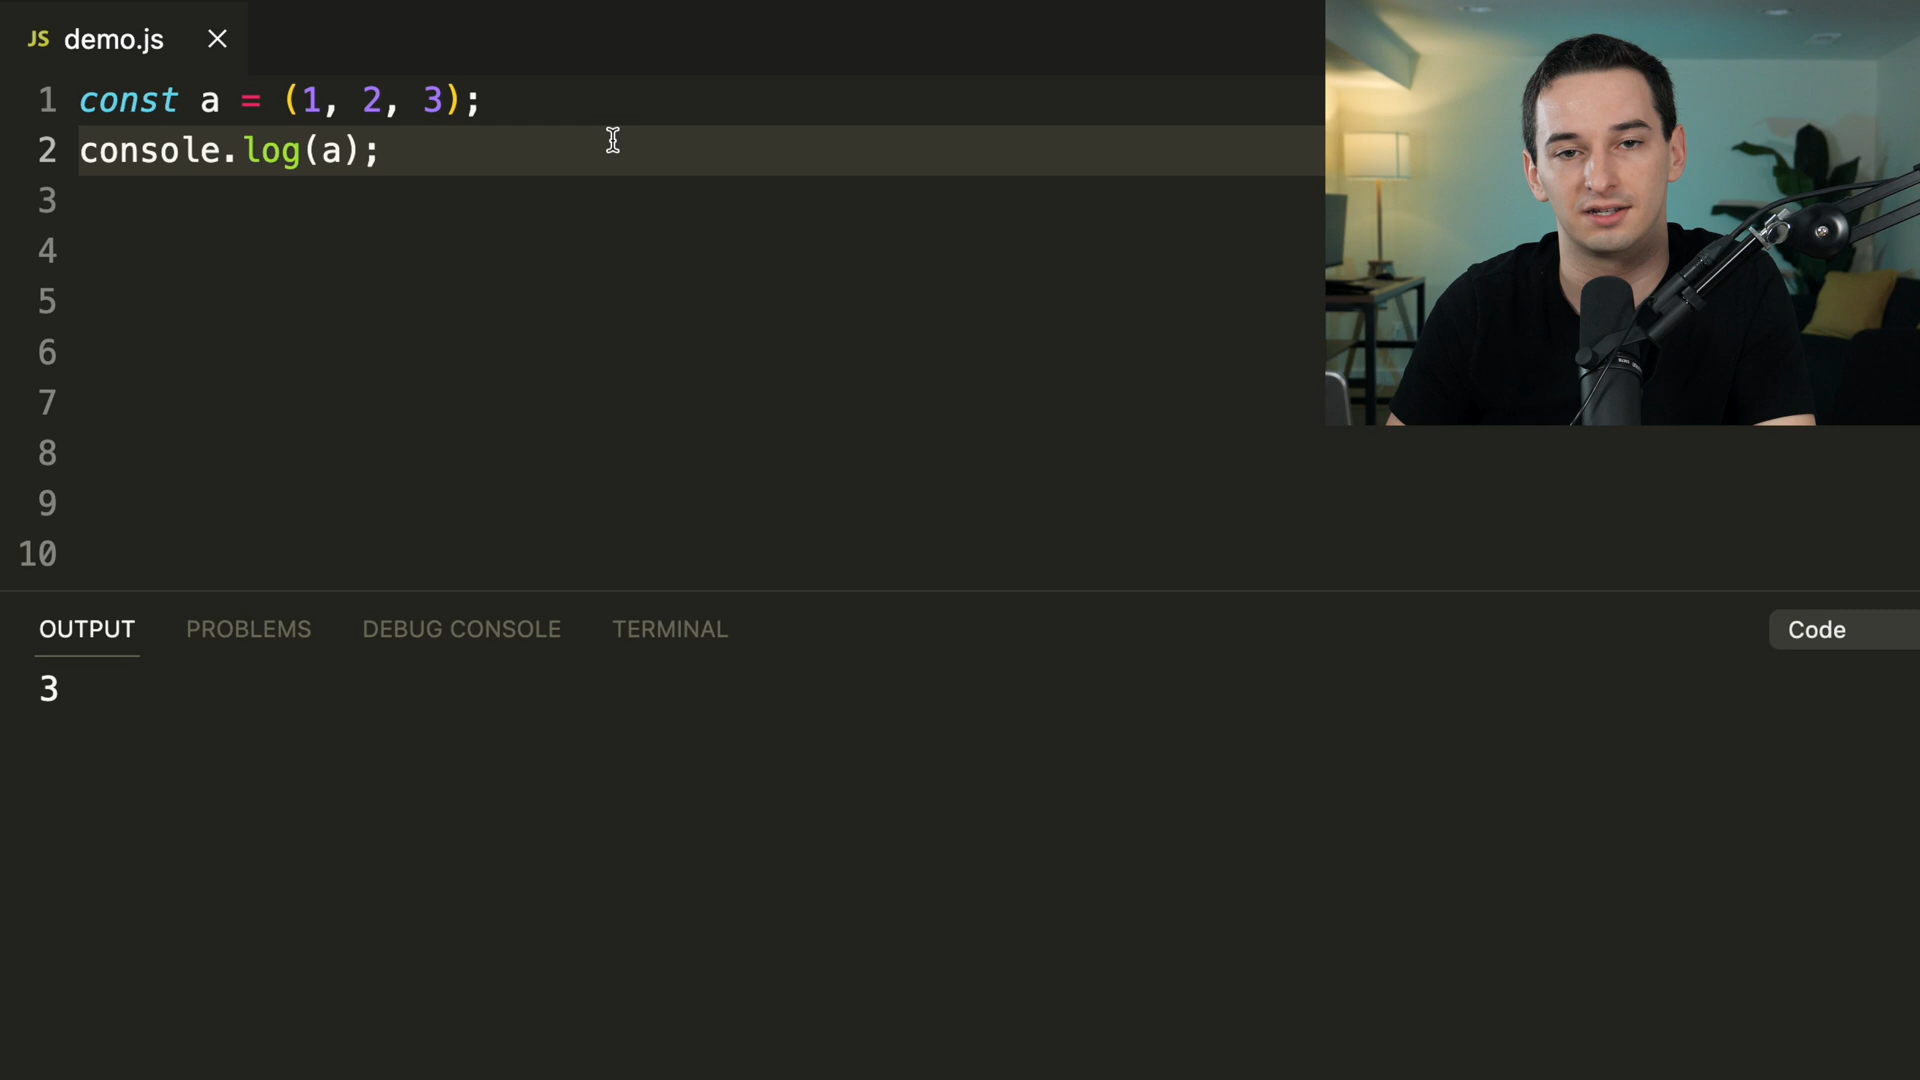 JS demo.js
1 const a = (1, 2, 3);
2 console.log(a);
3
4
5
6
7
8
9
10
OUTPUT PROBLEMS DEBUG CONSOLE TERMINAL Code
3